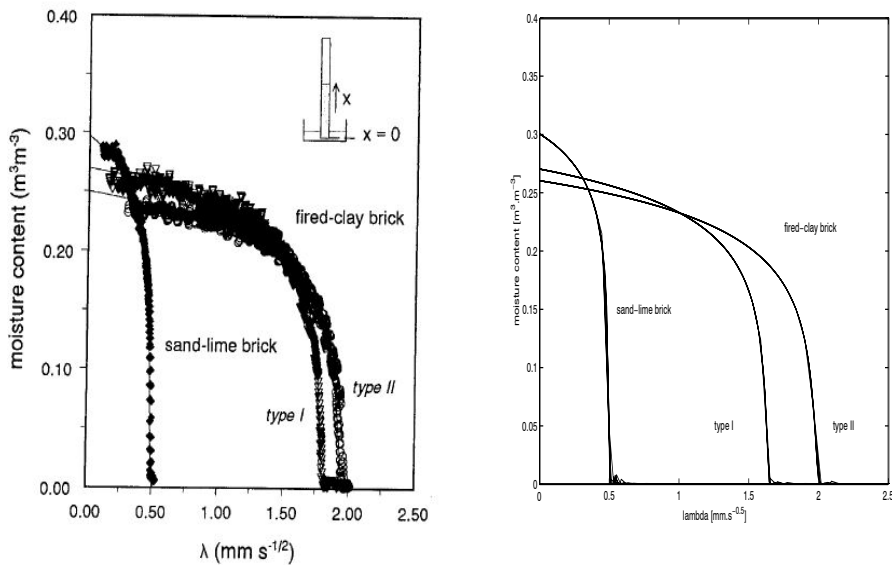 0.30
0.20
0.10
0.00
moisture content (m³m⁻³)
x
x = 0
fired-clay brick
sand-lime brick
type I
type II
0.00 0.50 1.00 1.50 2.00 2.50
λ (mm s⁻¹/²)
0.4
0.35
0.3
0.25
0.2
0.15
0.1
0.05
0
moisture content [m³.m⁻³]
fired−clay brick
sand−lime brick
type I
type II
0 0.5 1 1.5 2 2.5
lambda [mm.s⁻⁰·⁵]